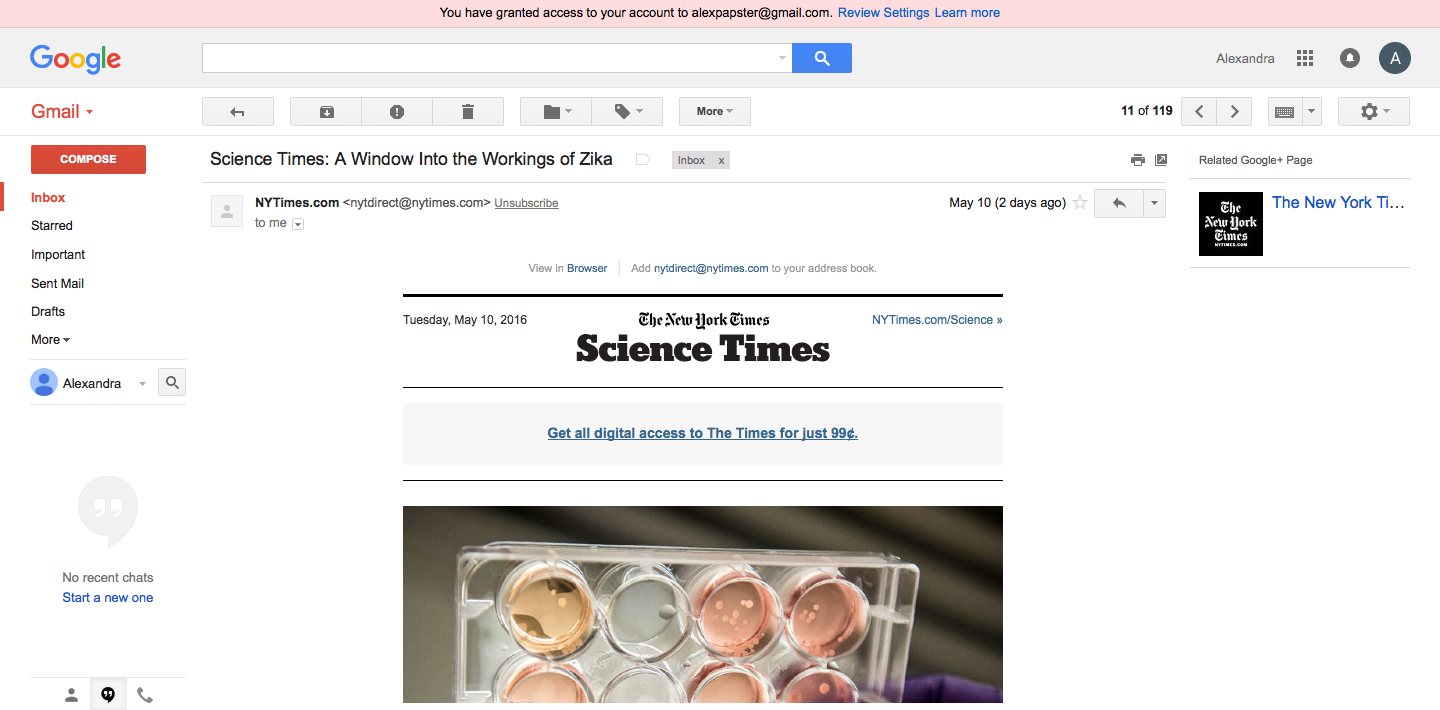 You have granted access to your account to alexpapster@gmail.com. Review Settings Learn more
Google
Alexandra
A
Gmail
More
11 of 119
COMPOSE
Science Times: A Window Into the Workings of Zika
Inbox x
Related Google+ Page
Inbox
Starred
Important
Sent Mail
Drafts
More
NYTimes.com <nytdirect@nytimes.com> Unsubscribe
May 10 (2 days ago)
to me
The New York Times
NYTIMES.COM
The New York Ti…
View in Browser
Add nytdirect@nytimes.com to your address book.
Tuesday, May 10, 2016
The New York Times
Science Times
NYTimes.com/Science »
Alexandra
Get all digital access to The Times for just 99¢.
No recent chats
Start a new one